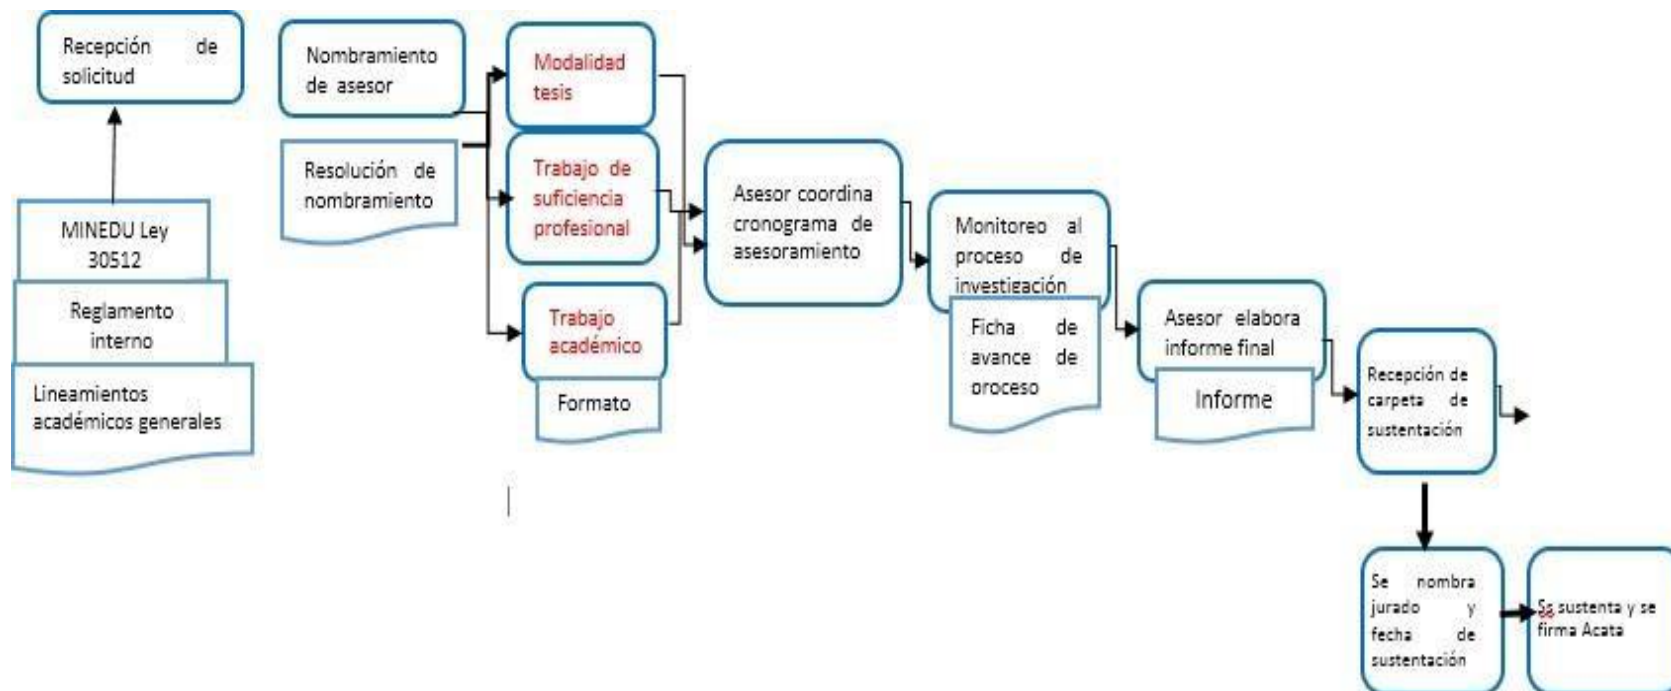 Recepción de
solicitud
MINEDU Ley
30512
Reglamento
interno
Lineamientos
académicos generales
Nombramiento
de asesor
Resolución de
nombramiento
Modalidad
tesis
Trabajo de
suficiencia
profesional
Trabajo
académico
Formato
Asesor coordina
cronograma de
asesoramiento
Monitoreo al
proceso de
investigación
Ficha de
avance de
proceso
Asesor elabora
informe final
Informe
Recepción de
carpeta de
sustentación
Se nombra
jurado y
fecha de
sustentación
Ss sustenta y se
firma Acata